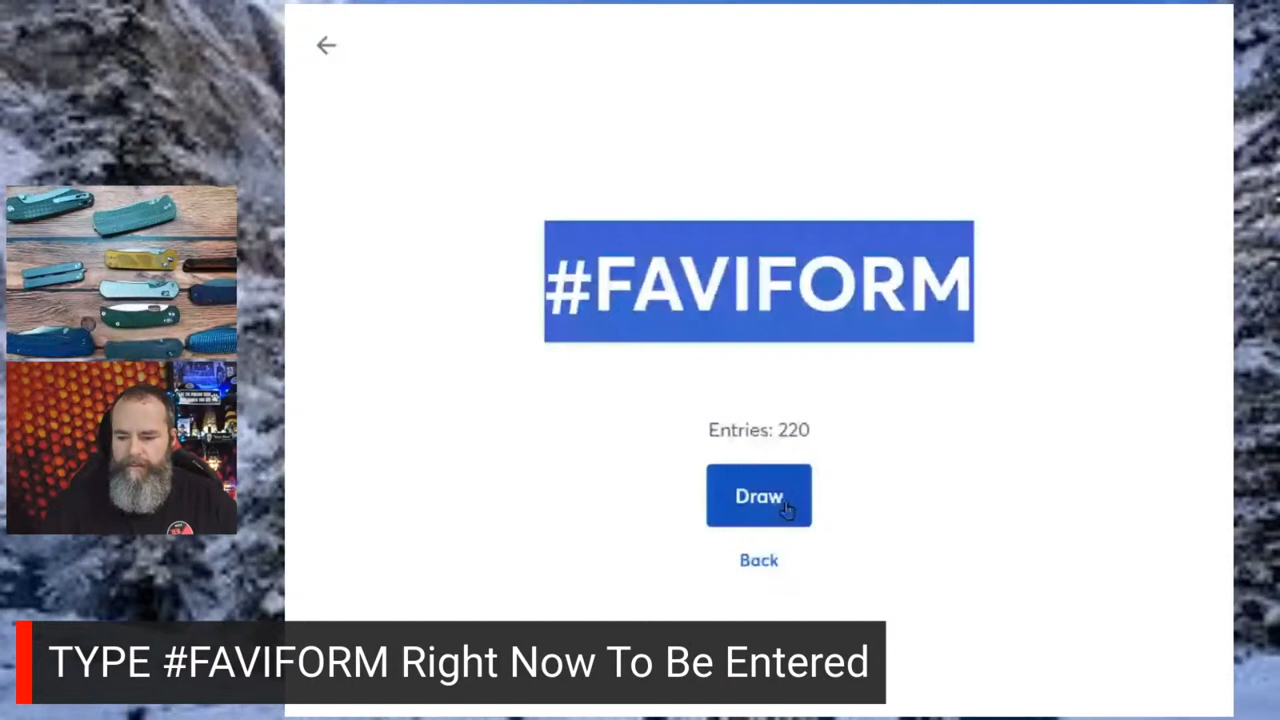 #FAVIFORM
Entries: 220
Draw
Back
TYPE #FAVIFORM Right Now To Be Entered